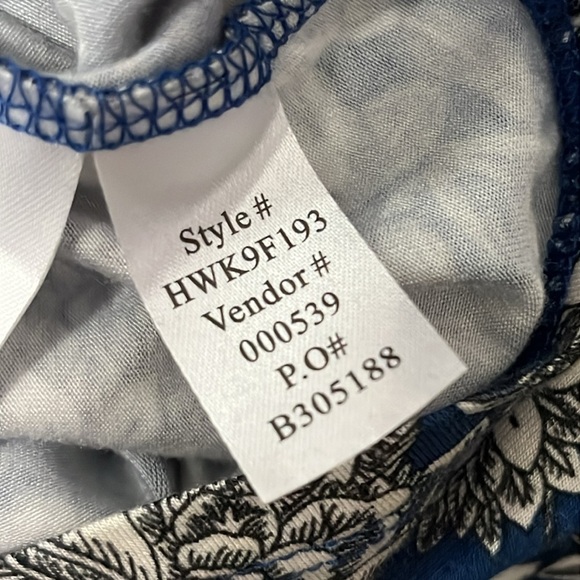 Style #
HWK9F193
Vendor #
000539
P.O#
B305188